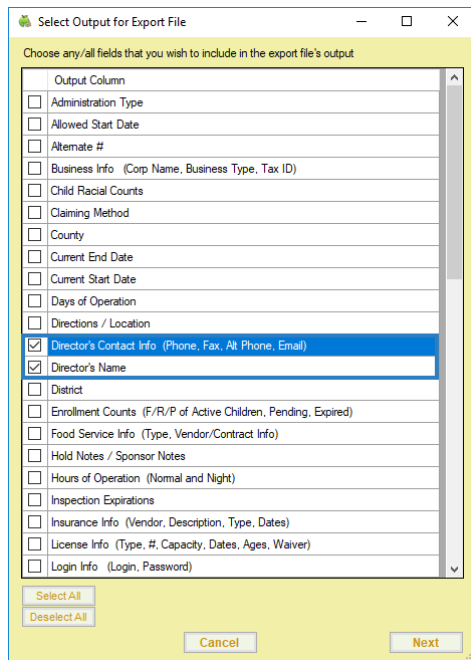 Select Output for Export File
Choose any/all fields that you wish to include in the export file's output
Output Column
Administration Type
Allowed Start Date
Alternate #
Business Info (Corp Name, Business Type, Tax ID)
Child Racial Counts
Claiming Method
County
Current End Date
Current Start Date
Days of Operation
Directions / Location
Director's Contact Info (Phone, Fax, Alt Phone, Email)
Director's Name
District
Enrollment Counts (F/R/P of Active Children, Pending, Expired)
Food Service Info (Type, Vendor/Contract Info)
Hold Notes / Sponsor Notes
Hours of Operation (Normal and Night)
Inspection Expirations
Insurance Info (Vendor, Description, Type, Dates)
License Info (Type, #, Capacity, Dates, Ages, Waiver)
Login Info (Login, Password)
Select All
Deselect All
Cancel Next